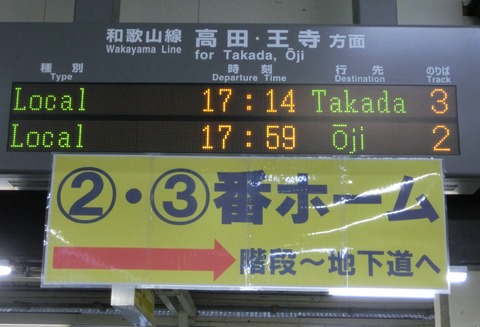 和歌山線 高田・王寺 方面
Wakayama Line for Takada, Ōji
種別 時刻 行先 のりば
Type Departure Time Destination Track
Local 17:14 Takada 3
Local 17:59 Ōji 2
②・③番ホーム
階段～地下道へ